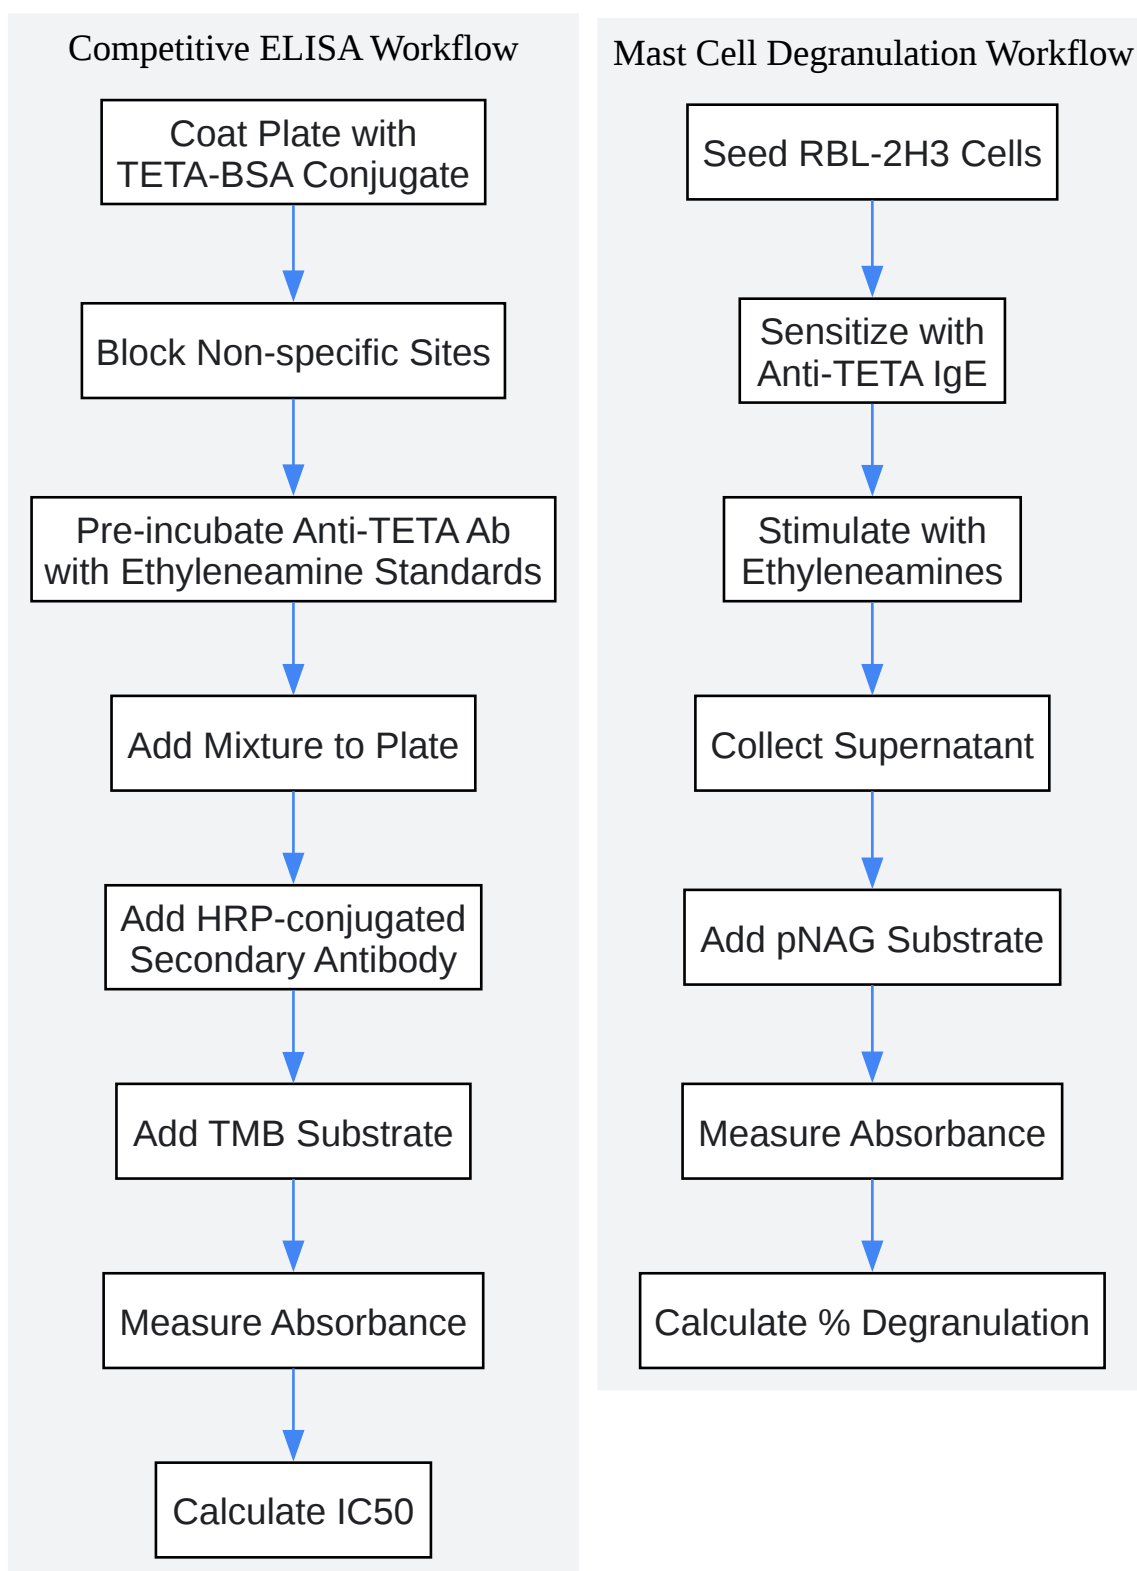 Competitive ELISA Workflow
Coat Plate with
TETA-BSA Conjugate
Block Non-specific Sites
Pre-incubate Anti-TETA Ab
with Ethyleneamine Standards
Add Mixture to Plate
Add HRP-conjugated
Secondary Antibody
Add TMB Substrate
Measure Absorbance
Calculate IC50
Mast Cell Degranulation Workflow
Seed RBL-2H3 Cells
Sensitize with
Anti-TETA IgE
Stimulate with
Ethyleneamines
Collect Supernatant
Add pNAG Substrate
Measure Absorbance
Calculate % Degranulation